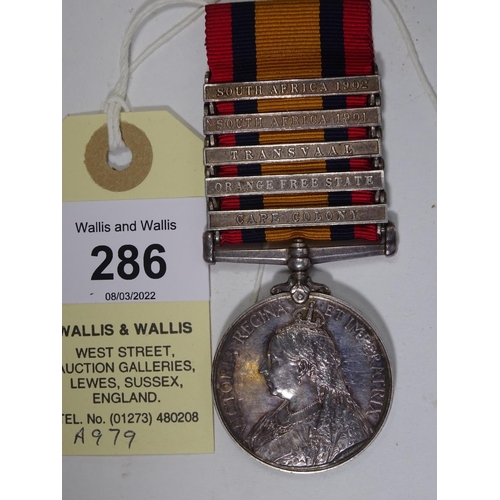 SOUTH AFRICA 1902
SOUTH AFRICA 1901
TRANSVAAL
ORANGE FREE STATE
CAPE COLONY
VICTORIA REGINA ET IMPERATRIX
Wallis and Wallis
286
08/03/2022
WALLIS & WALLIS
WEST STREET,
AUCTION GALLERIES,
LEWES, SUSSEX,
ENGLAND.
TEL. No. (01273) 480208
A979